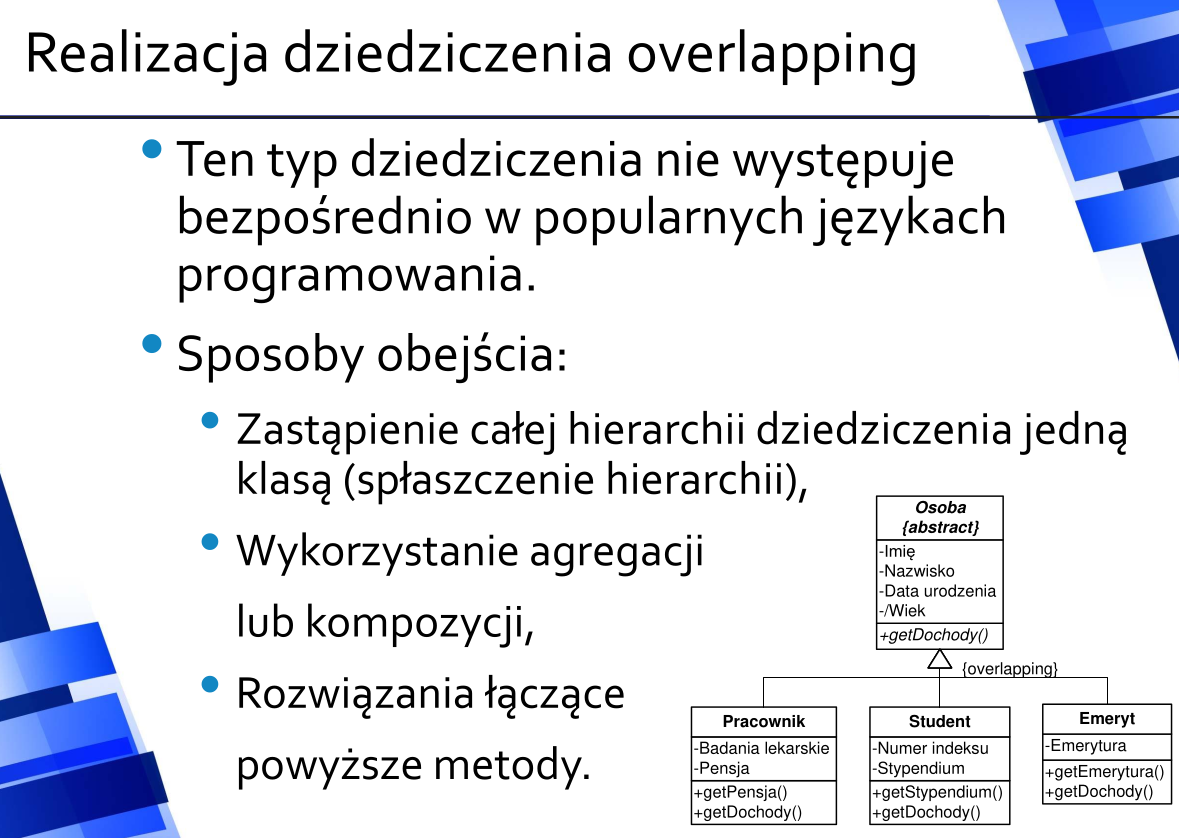 Realizacja dziedziczenia overlapping
Ten typ dziedziczenia nie występuje
bezpośrednio w popularnych językach
programowania.
Sposoby obejścia:
Zastąpienie całej hierarchii dziedziczenia jedną
klasą (spłaszczenie hierarchii),
Wykorzystanie agregacji
lub kompozycji,
Rozwiązania łączące
powyższe metody.
Osoba
{abstract}
-Imię
-Nazwisko
-Data urodzenia
-/Wiek
+getDochody()
{overlapping}
Pracownik
-Badania lekarskie
-Pensja
+getPensja()
+getDochody()
Student
-Numer indeksu
-Stypendium
+getStypendium()
+getDochody()
Emeryt
-Emerytura
+getEmerytura()
+getDochody()